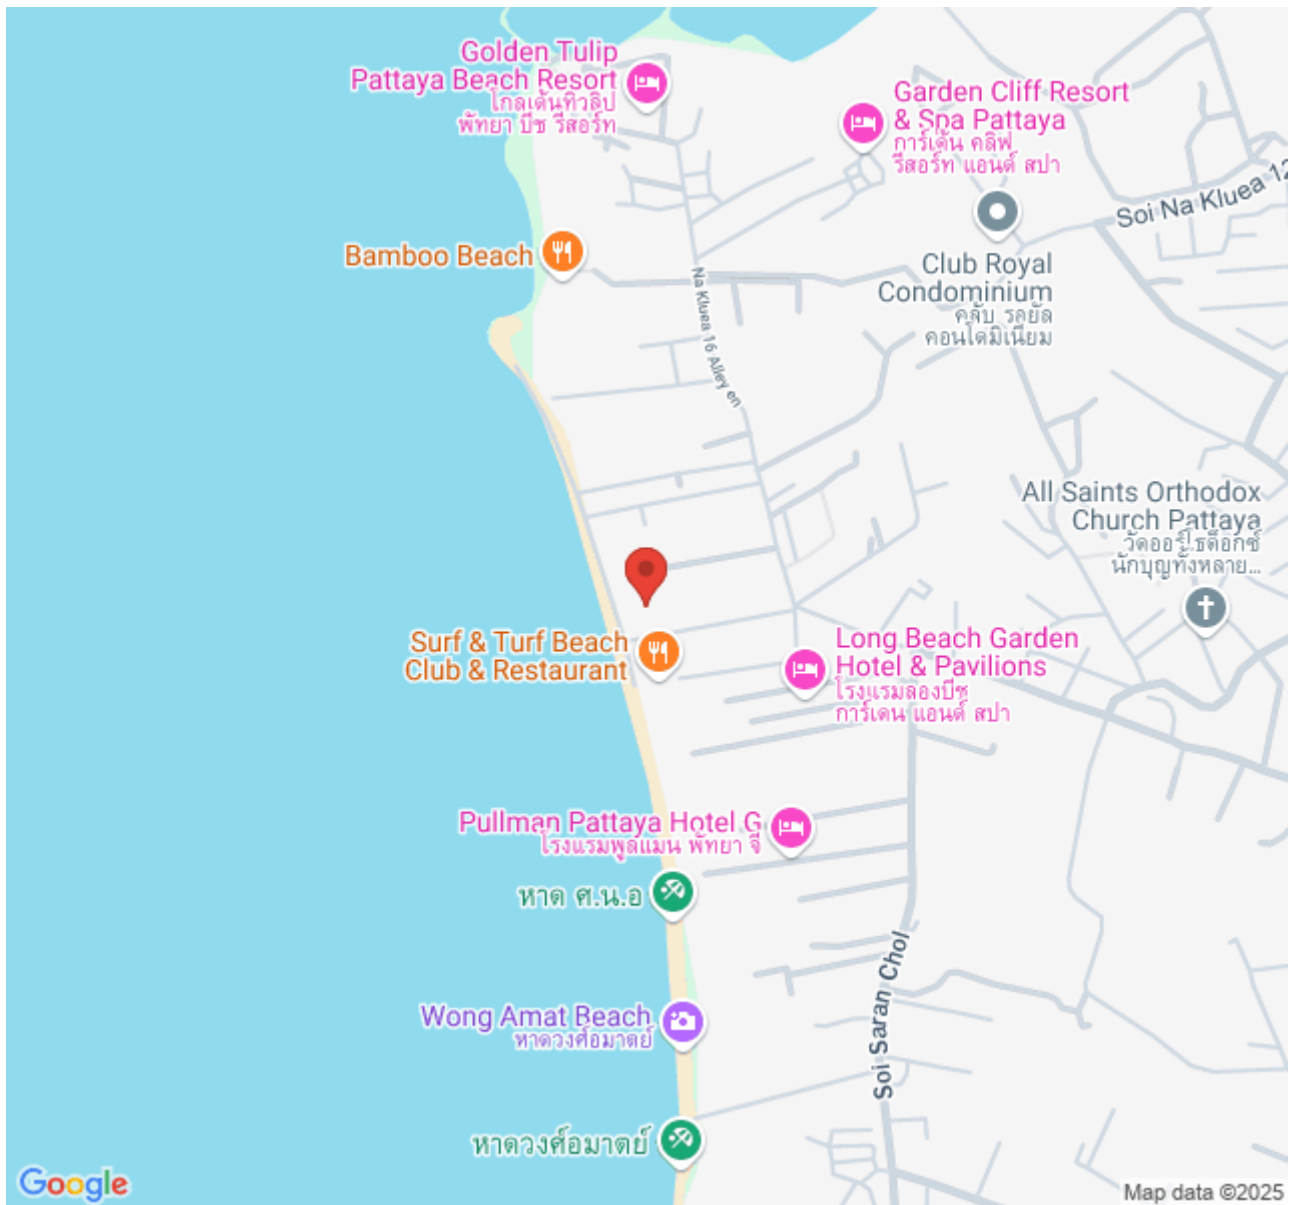 Golden Tulip
Pattaya Beach Resort
โกลเด้นทิวลิป
พัทยา บีช รีสอร์ท
Garden Cliff Resort
& Spa Pattaya
การ์เด้น คลิฟ
รีสอร์ท แอนด์ สปา
Soi Na Kluea 12
Bamboo Beach
Club Royal
Condominium
คลับ รอยัล
คอนโดมิเนียม
Na Kluea 16 Alley en
All Saints Orthodox
Church Pattaya
วัดออร์โธด็อกซ์
นักบุญทั้งหลาย...
Surf & Turf Beach
Club & Restaurant
Long Beach Garden
Hotel & Pavilions
โรงแรมลองบีช
การ์เดน แอนด์ สปา
Pullman Pattaya Hotel G
โรงแรมพูลแมน พัทยา จี
หาด ศ.น.อ
Soi Saran Chol
Wong Amat Beach
หาดวงศ์อมาตย์
หาดวงศ์อมาตย์
Google
Map data ©2025